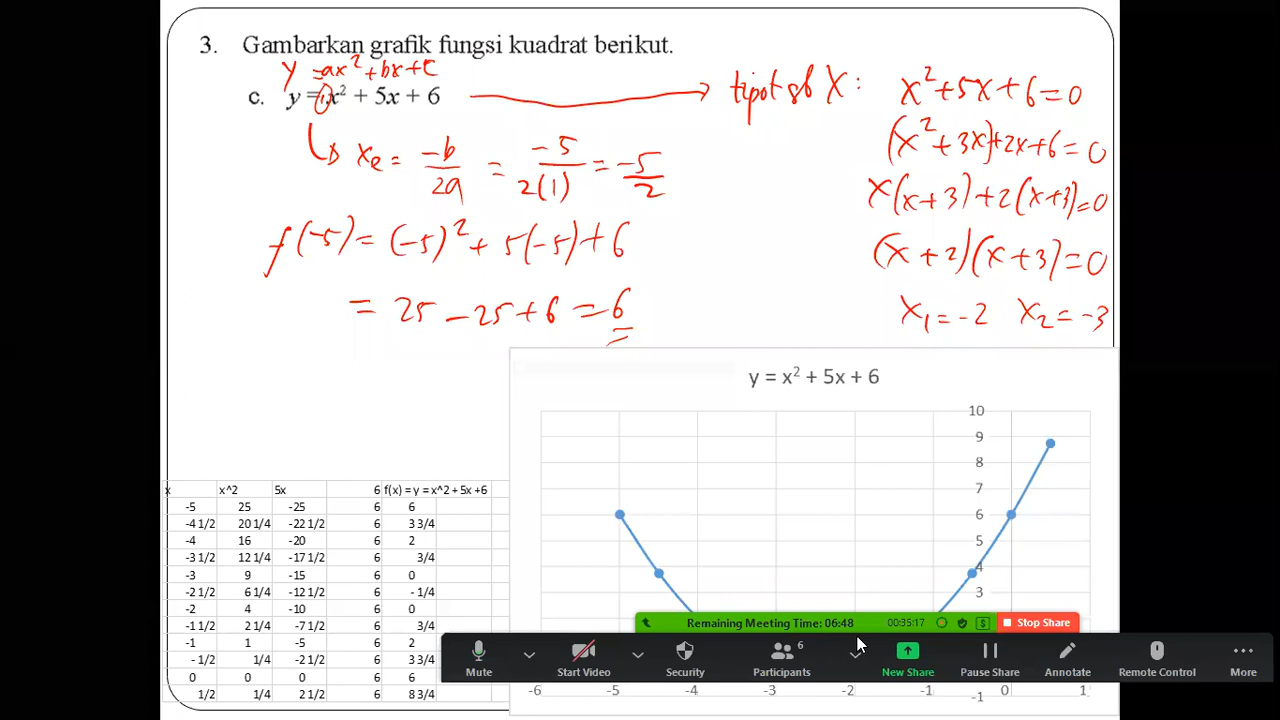 3. Gambarkan grafik fungsi kuadrat berikut.
y = ax² + bx + c
c. y = 1x² + 5x + 6
tipot sb X : x² + 5x + 6 = 0
(x² + 3x) + 2x + 6 = 0
x(x+3) + 2(x+3) = 0
(x + 2)(x + 3) = 0
x₁ = -2 x₂ = -3
xe = -b/2a = -5/2(1) = -5/2
f(-5) = (-5)² + 5(-5) + 6
= 25 - 25 + 6 = 6
y = x² + 5x + 6
10
9
8
7
6
5
4
3
-1
-6 -5 -4 -3 -2 -1 0 1
x x^2 5x 6 f(x) = y = x^2 + 5x +6
-5 25 -25 6 6
-4 1/2 20 1/4 -22 1/2 6 3 3/4
-4 16 -20 6 2
-3 1/2 12 1/4 -17 1/2 6 3/4
-3 9 -15 6 0
-2 1/2 6 1/4 -12 1/2 6 - 1/4
-2 4 -10 6 0
-1 1/2 2 1/4 -7 1/2 6 3/4
-1 1 -5 6 2
- 1/2 1/4 -2 1/2 6 3 3/4
0 0 0 6 6
1/2 1/4 2 1/2 6 8 3/4
Remaining Meeting Time: 06:48 00:35:17 Stop Share
Mute Start Video Security Participants 6 New Share Pause Share Annotate Remote Control More